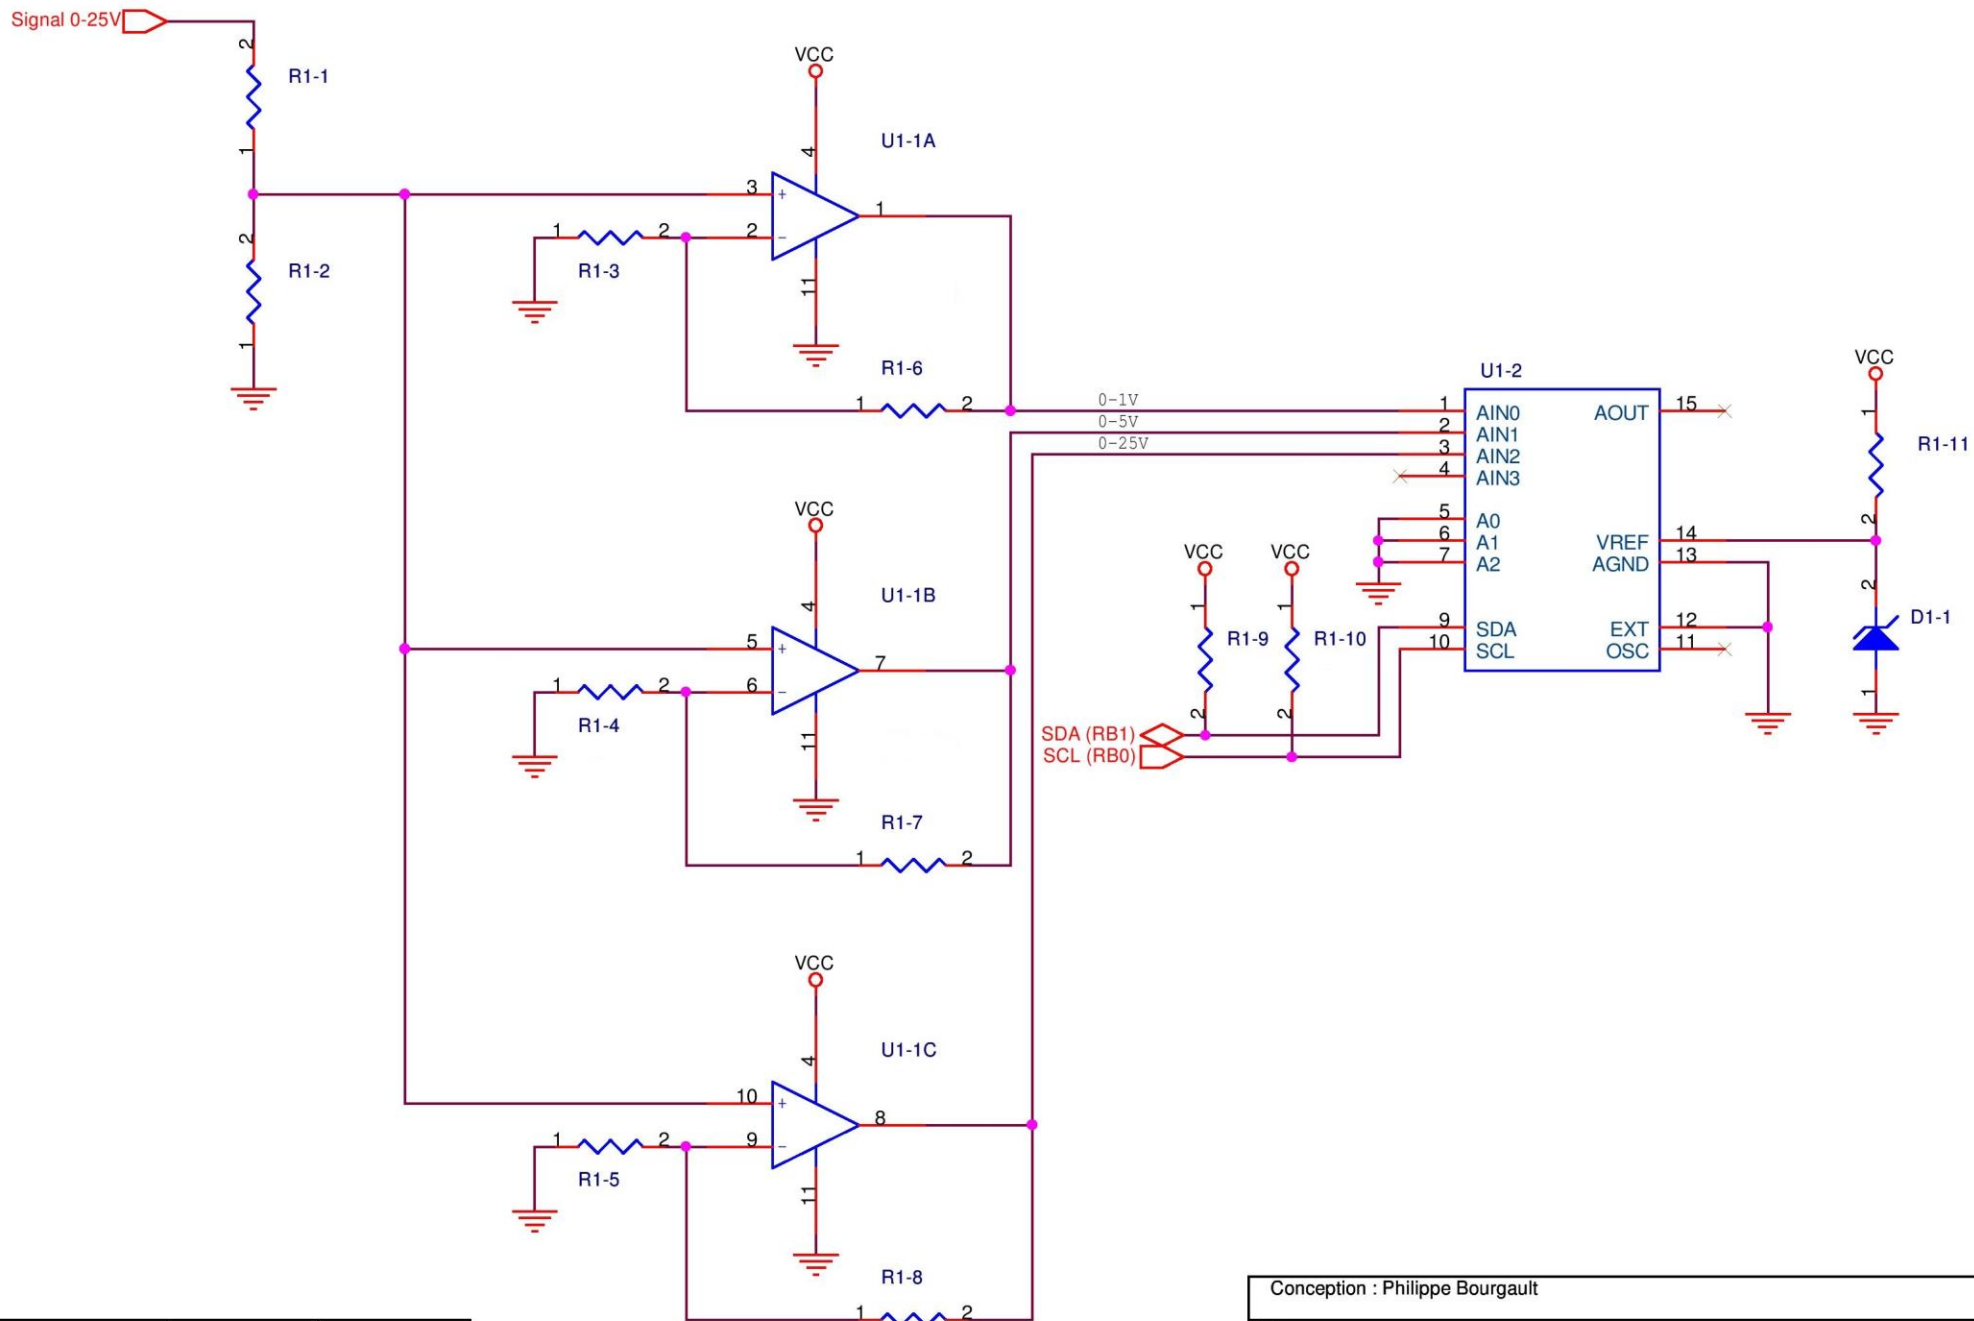 Signal 0-25V
2
R1-1
1
2
R1-2
1
VCC
4
U1-1A
3
+
1
1
2
2
-
R1-3
11
R1-6
1
2
0-1V
0-5V
0-25V
VCC
4
U1-1B
5
+
7
1
2
6
-
R1-4
11
R1-7
1
2
VCC
4
U1-1C
10
+
8
1
2
9
-
R1-5
11
R1-8
1
2
U1-2
1
AIN0
AOUT
15
2
AIN1
3
AIN2
4
AIN3
5
A0
6
A1
VREF
14
7
A2
AGND
13
9
SDA
EXT
12
10
SCL
OSC
11
VCC
VCC
1
1
R1-9
R1-10
2
2
SDA (RB1)
SCL (RB0)
VCC
1
R1-11
2
2
D1-1
1
Conception : Philippe Bourgault